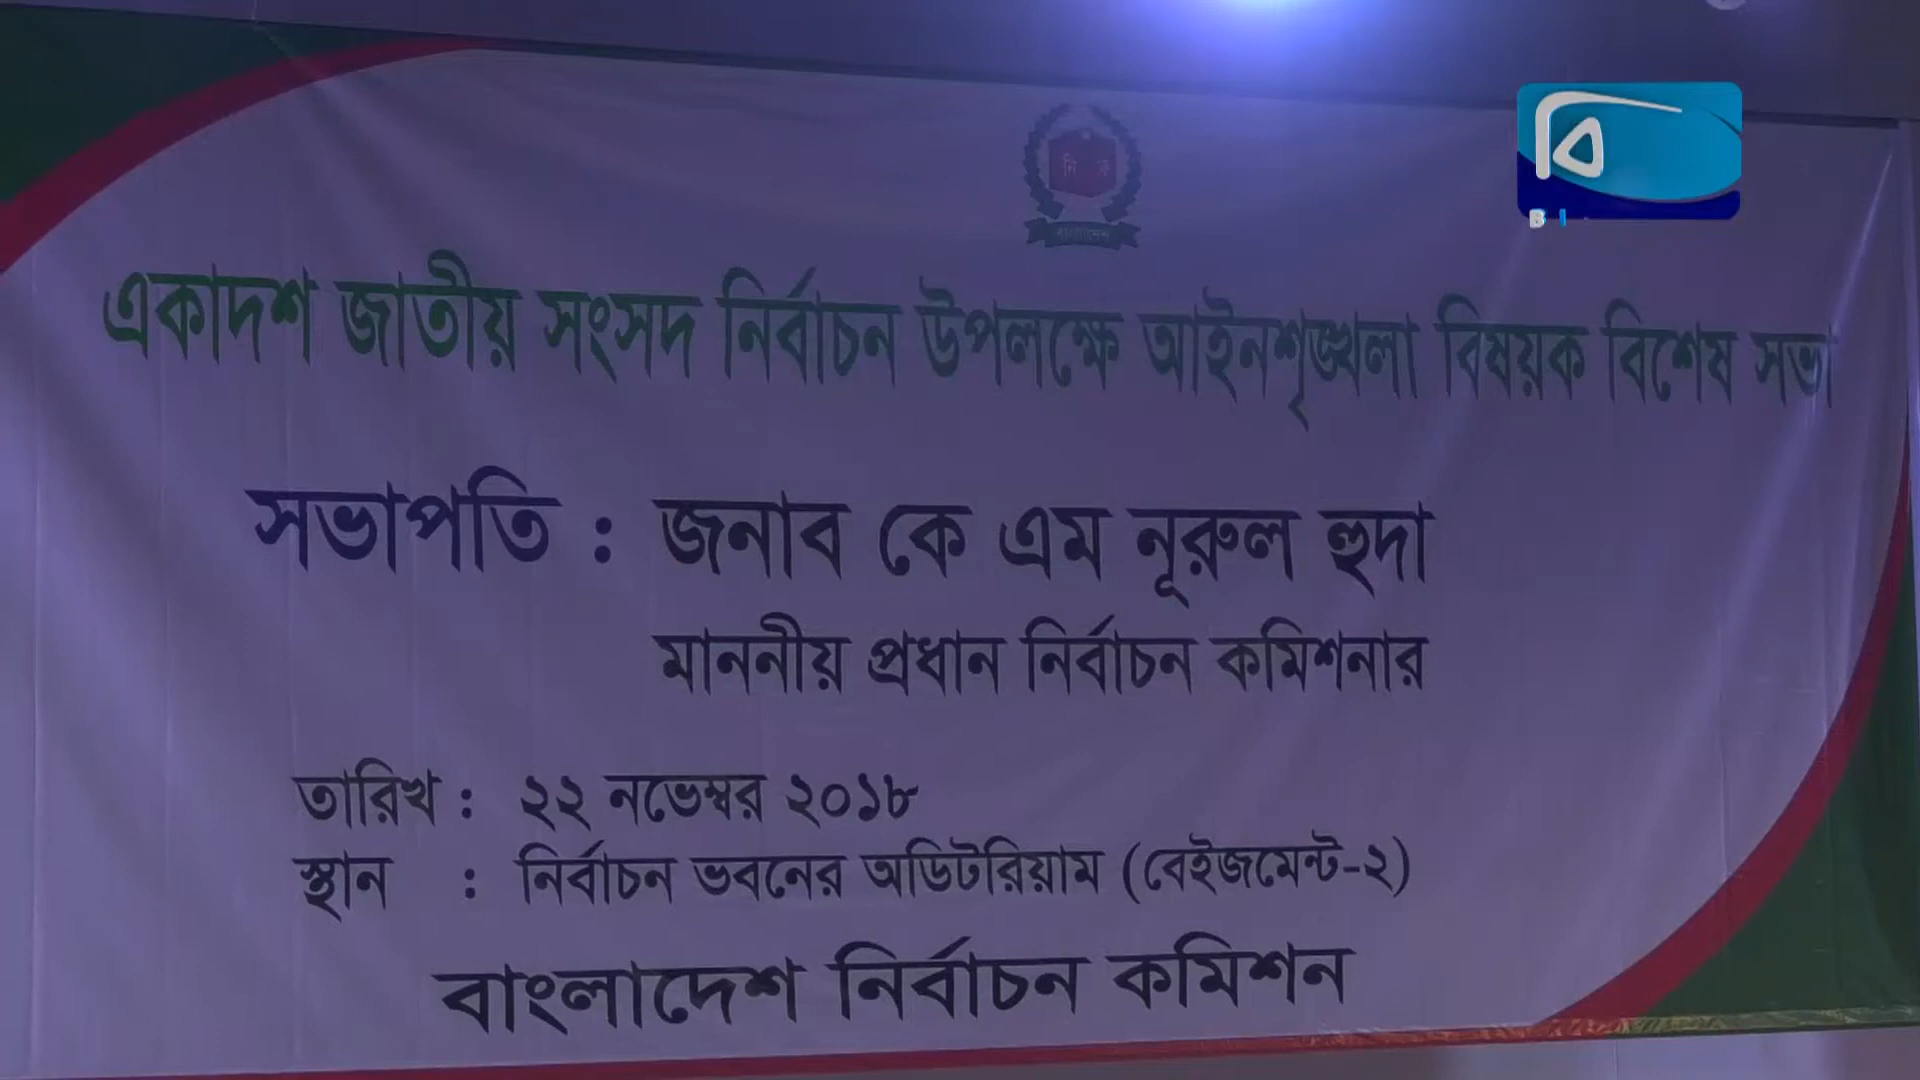 নি ক
বাংলাদেশ
একাদশ জাতীয় সংসদ নির্বাচন উপলক্ষে আইনশৃঙ্খলা বিষয়ক বিশেষ সভা
সভাপতি : জনাব কে এম নূরুল হুদা
মাননীয় প্রধান নির্বাচন কমিশনার
তারিখ : ২২ নভেম্বর ২০১৮
স্থান : নির্বাচন ভবনের অডিটরিয়াম (বেইজমেন্ট-২)
বাংলাদেশ নির্বাচন কমিশন